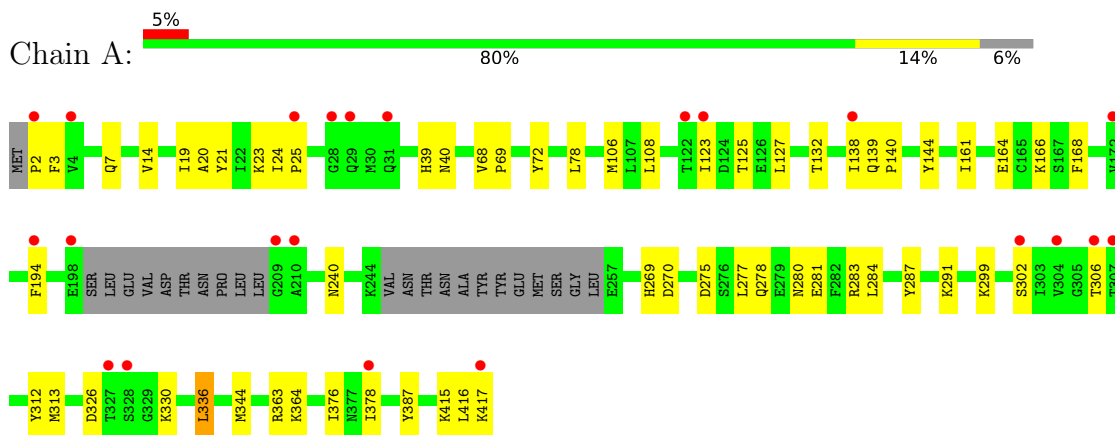 5%
Chain A:
80% 14% 6%
MET P2 F3 V4 Q7 V14 I19 A20 Y21 I22 K23 I24 P25 G28 Q29 M30 Q31 H39 N40 V68 P69 Y72 L78 M106 L107 L108 T122 I123 D124 T125 E126 L127 T132 I138 Q139 P140 Y144 I161 E164 C165 K166 S167 F168
F194 E198 SER LEU GLU VAL ASP THR ASN PRO LEU LEU G209 A210 N240 K244 VAL ASN THR ASN ALA TYR TYR GLU MET SER GLY LEU E257 H269 D270 D275 S276 L277 Q278 E279 N280 E281 F282 R283 L284 Y287 K291 K299 S302 I303 V304 G305 T306
Y312 M313 D326 T327 S328 G329 K330 L336 M344 R363 K364 I376 N377 I378 Y387 K415 L416 K417